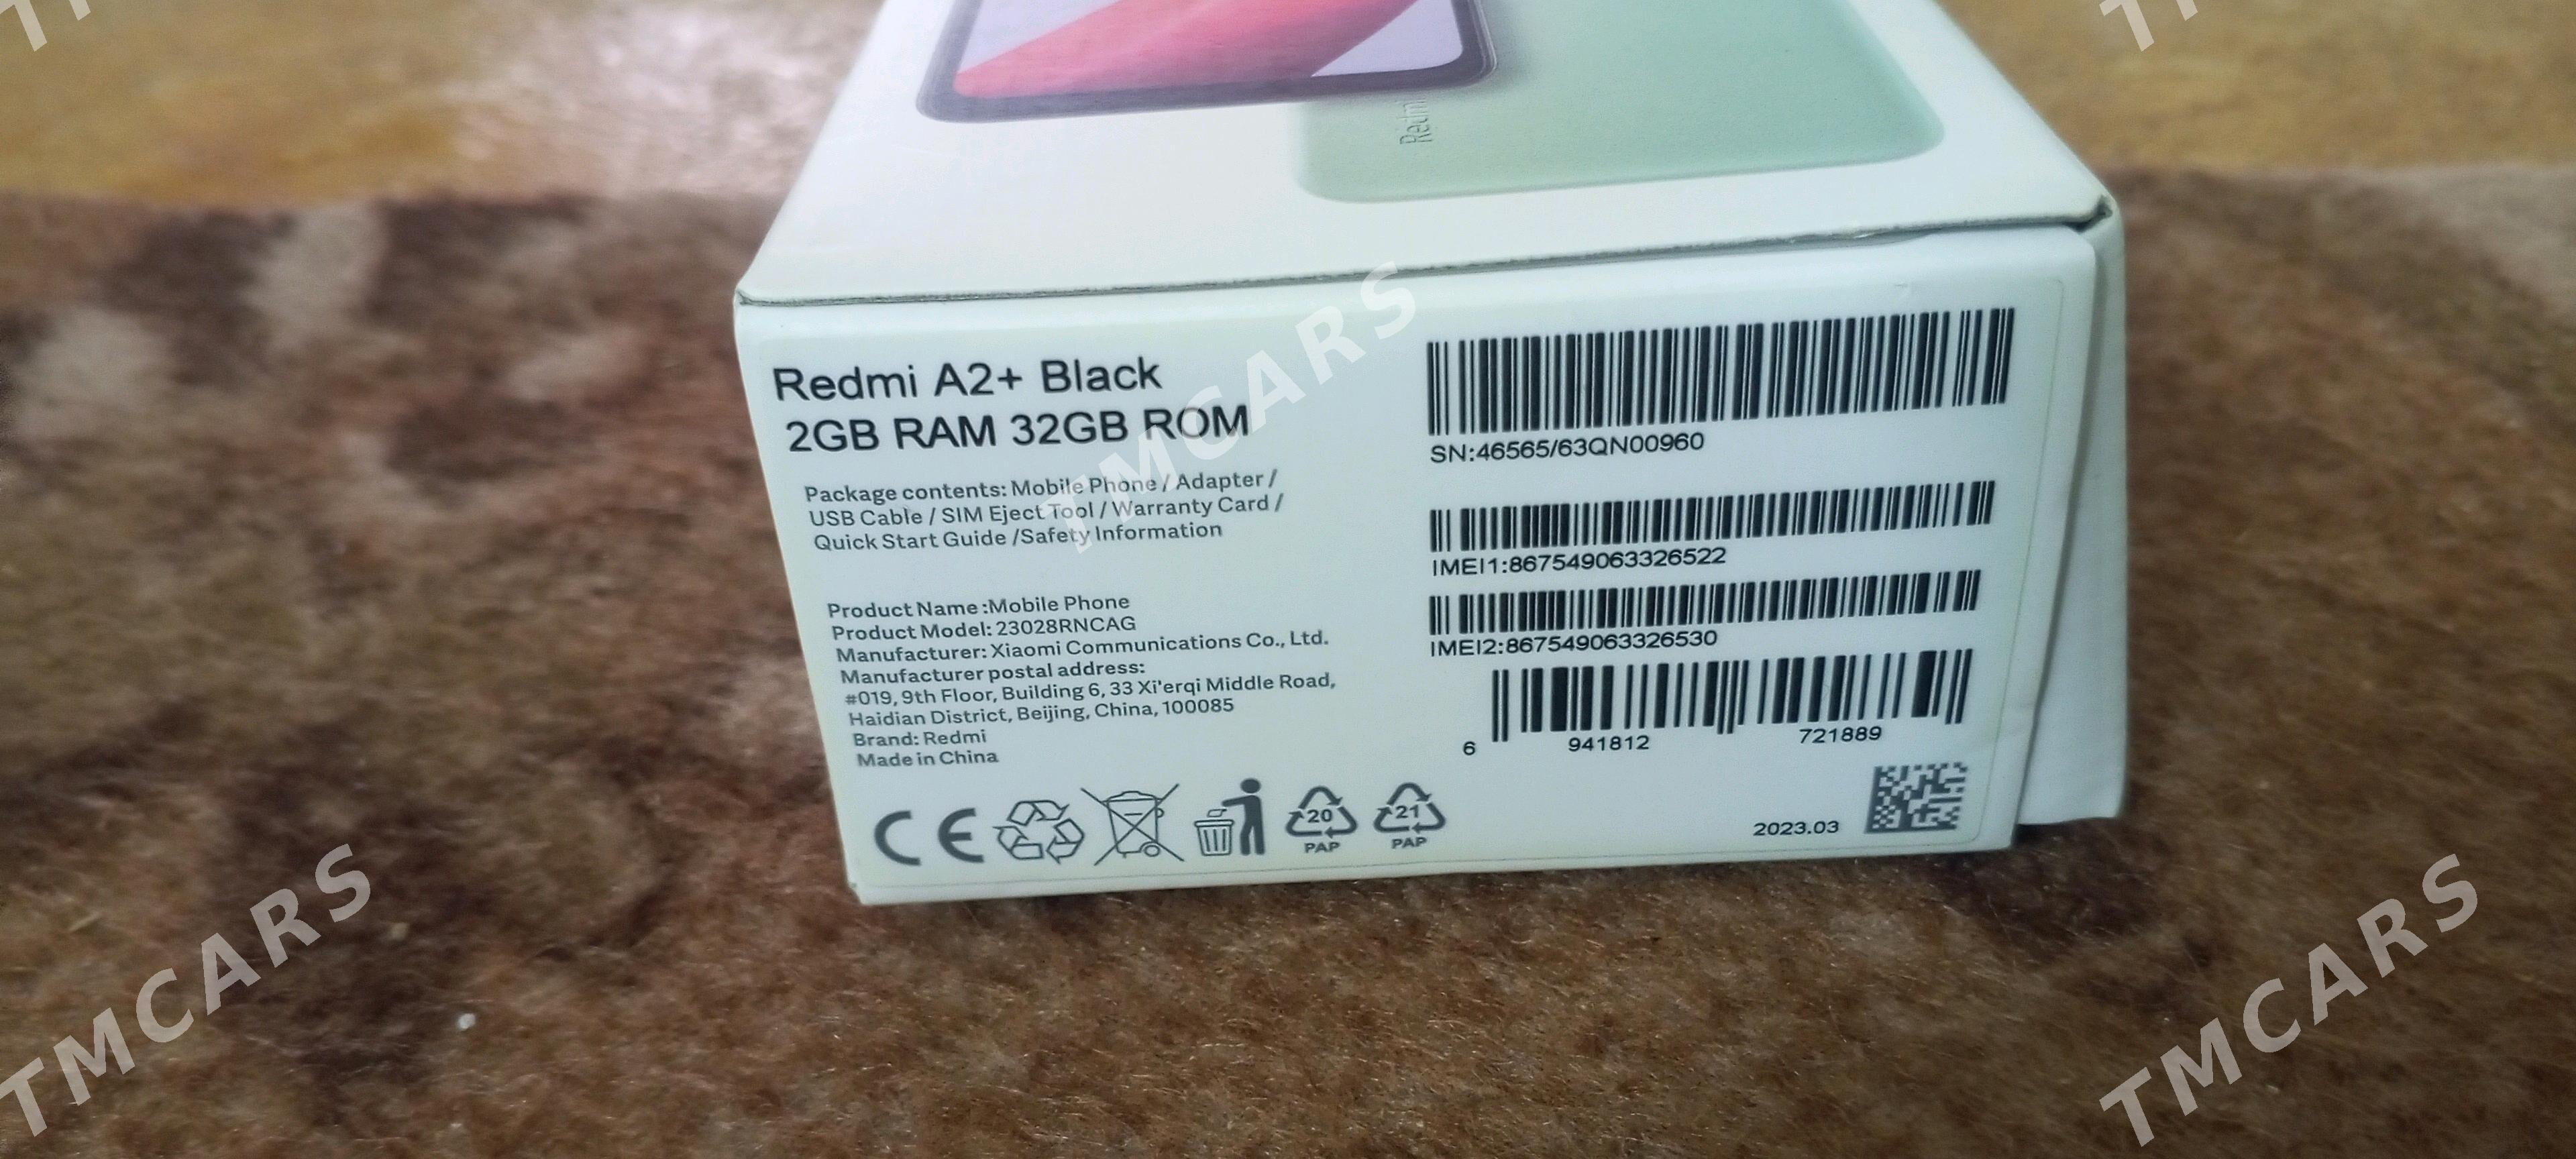 Redmi
Redmi A2+ Black
2GB RAM 32GB ROM
Package contents: Mobile Phone / Adapter /
USB Cable / SIM Eject Tool / Warranty Card /
Quick Start Guide /Safety Information
Product Name :Mobile Phone
Product Model: 23028RNCAG
Manufacturer: Xiaomi Communications Co., Ltd.
Manufacturer postal address:
#019, 9th Floor, Building 6, 33 Xi'erqi Middle Road,
Haidian District, Beijing, China, 100085
Brand: Redmi
Made in China
CE
20
PAP
21
PAP
SN:46565/63QN00960
IMEI1:867549063326522
IMEI2:867549063326530
6 941812 721889
2023.03
TMCARS
TMCARS
TMCARS